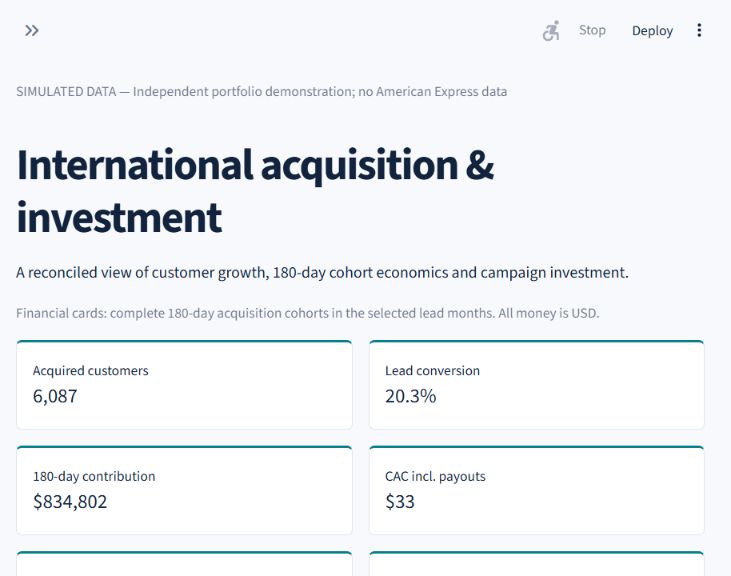 Stop
Deploy
SIMULATED DATA — Independent portfolio demonstration; no American Express data
International acquisition &
investment
A reconciled view of customer growth, 180-day cohort economics and campaign investment.
Financial cards: complete 180-day acquisition cohorts in the selected lead months. All money is USD.
Acquired customers
6,087
Lead conversion
20.3%
180-day contribution
$834,802
CAC incl. payouts
$33